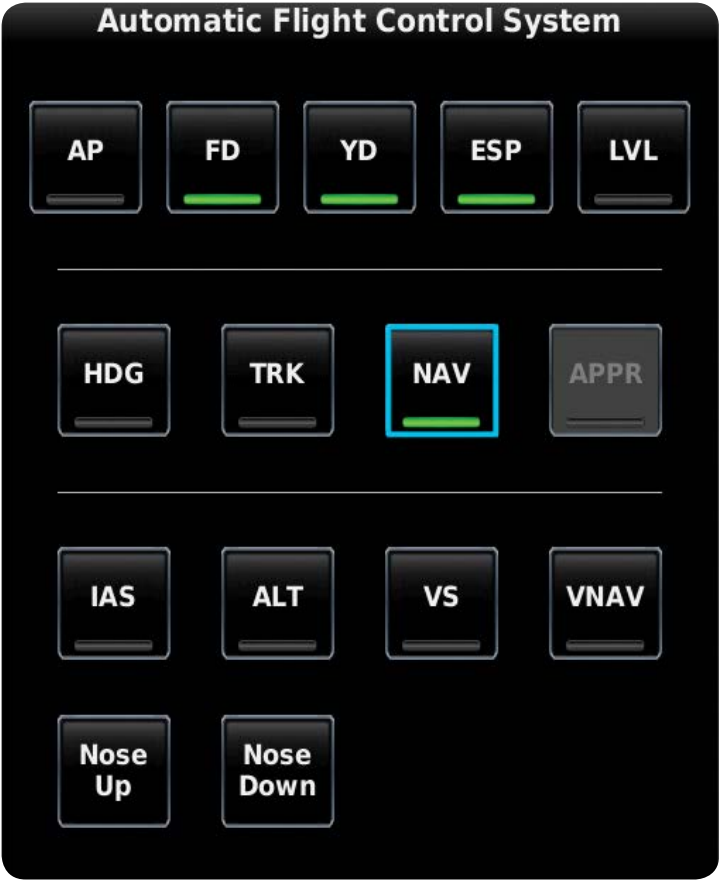 Automatic Flight Control System
AP FD YD ESP LVL
HDG TRK NAV APPR
IAS ALT VS VNAV
Nose Nose
Up Down